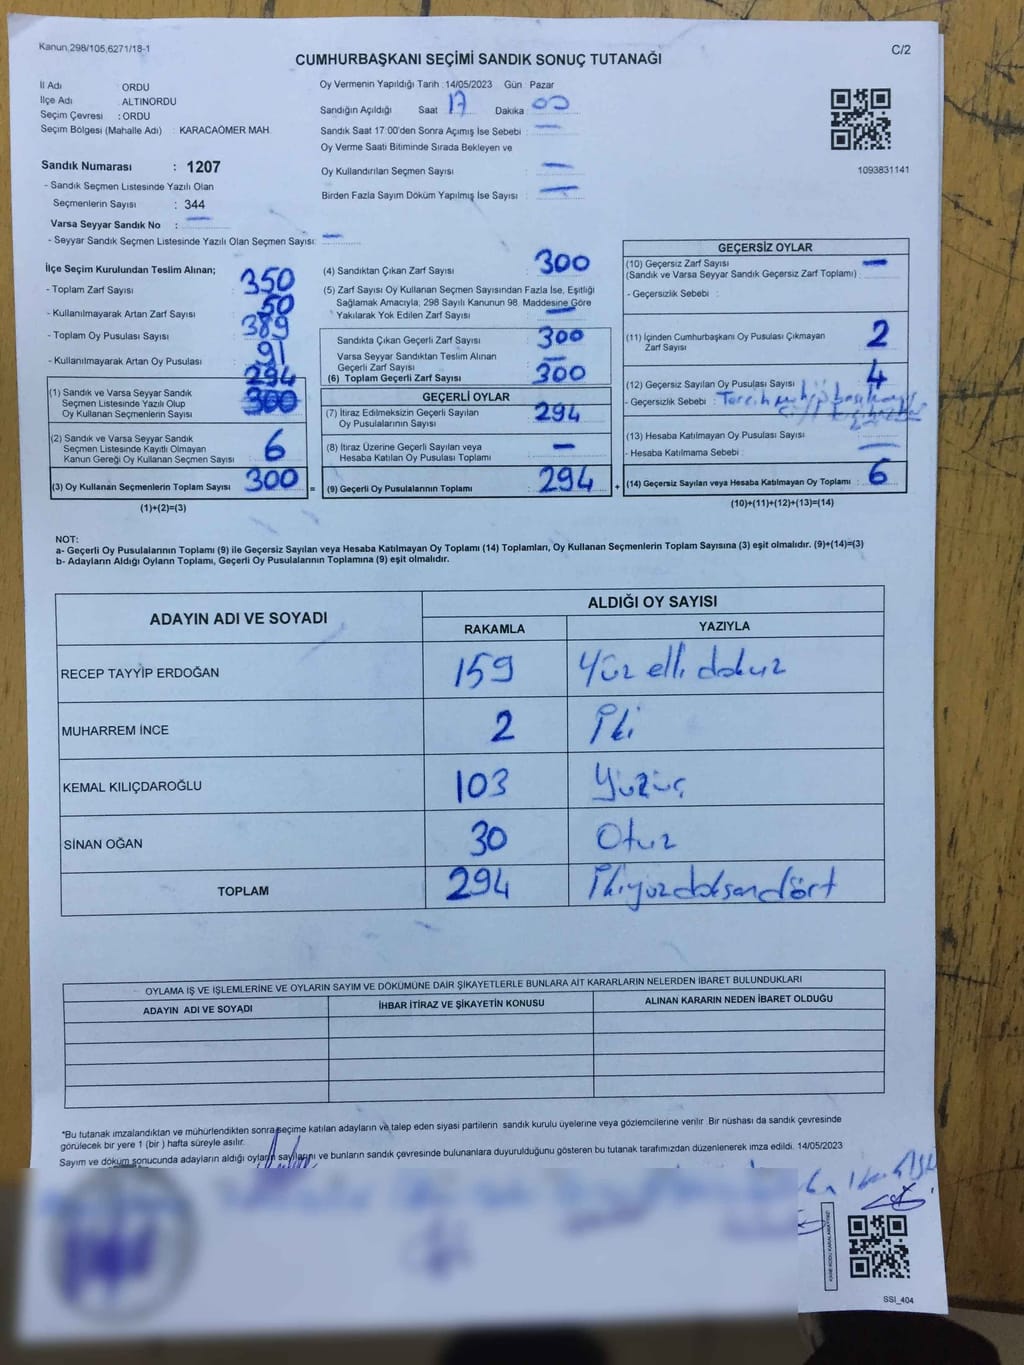 Kanun,298/105,6271/18-1
C/2
CUMHURBAŞKANI SEÇİMİ SANDIK SONUÇ TUTANAĞI
İl Adı : ORDU
İlçe Adı : ALTINORDU
Seçim Çevresi : ORDU
Seçim Bölgesi (Mahalle Adı) : KARACAÖMER MAH.
Oy Vermenin Yapıldığı Tarih : 14/05/2023 Gün Pazar
Sandığın Açıldığı Saat 17 Dakika 00
Sandık Saat 17:00'den Sonra Açımış İse Sebebi : —
Oy Verme Saati Bitiminde Sırada Bekleyen ve
Oy Kullandırılan Seçmen Sayısı : —
Birden Fazla Sayım Döküm Yapılmış İse Sayısı : —
1093831141
Sandık Numarası : 1207
- Sandık Seçmen Listesinde Yazılı Olan
Seçmenlerin Sayısı : 344
Varsa Seyyar Sandık No : —
- Seyyar Sandık Seçmen Listesinde Yazılı Olan Seçmen Sayısı: —
İlçe Seçim Kurulundan Teslim Alınan;
- Toplam Zarf Sayısı : 350
- Kullanılmayarak Artan Zarf Sayısı : 50
- Toplam Oy Pusulası Sayısı : 389
- Kullanılmayarak Artan Oy Pusulası : 91
294
(1) Sandık ve Varsa Seyyar Sandık
Seçmen Listesinde Yazılı Olup
Oy Kullanan Seçmenlerin Sayısı : 300
(2) Sandık ve Varsa Seyyar Sandık
Seçmen Listesinde Kayıtlı Olmayan
Kanun Gereği Oy Kullanan Seçmen Sayısı : 6
(3) Oy Kullanan Seçmenlerin Toplam Sayısı : 300 =
(1)+(2)=(3)
(4) Sandıktan Çıkan Zarf Sayısı : 300
(5) Zarf Sayısı Oy Kullanan Seçmen Sayısından Fazla İse, Eşitliği
Sağlamak Amacıyla; 298 Sayılı Kanunun 98. Maddesine Göre
Yakılarak Yok Edilen Zarf Sayısı : —
Sandıkta Çıkan Geçerli Zarf Sayısı : 300
Varsa Seyyar Sandıktan Teslim Alınan
Geçerli Zarf Sayısı : —
(6) Toplam Geçerli Zarf Sayısı : 300
GEÇERLİ OYLAR
(7) İtiraz Edilmeksizin Geçerli Sayılan
Oy Pusulalarının Sayısı : 294
(8) İtiraz Üzerine Geçerli Sayılan veya
Hesaba Katılan Oy Pusulası Toplamı : —
(9) Geçerli Oy Pusulalarının Toplamı : 294 +
GEÇERSİZ OYLAR
(10) Geçersiz Zarf Sayısı
(Sandık ve Varsa Seyyar Sandık Geçersiz Zarf Toplamı) : —
- Geçersizlik Sebebi :
(11) İçinden Cumhurbaşkanı Oy Pusulası Çıkmayan
Zarf Sayısı : 2
(12) Geçersiz Sayılan Oy Pusulası Sayısı : 4
- Geçersizlik Sebebi : Tercih
(13) Hesaba Katılmayan Oy Pusulası Sayısı :
- Hesaba Katılmama Sebebi : —
(14) Geçersiz Sayılan veya Hesaba Katılmayan Oy Toplamı : 6
(10)+(11)+(12)+(13)=(14)
NOT:
a- Geçerli Oy Pusulalarının Toplamı (9) ile Geçersiz Sayılan veya Hesaba Katılmayan Oy Toplamı (14) Toplamları, Oy Kullanan Seçmenlerin Toplam Sayısına (3) eşit olmalıdır. (9)+(14)=(3)
b- Adayların Aldığı Oyların Toplamı, Geçerli Oy Pusulalarının Toplamına (9) eşit olmalıdır.
ADAYIN ADI VE SOYADI ALDIĞI OY SAYISI
RAKAMLA YAZIYLA
RECEP TAYYİP ERDOĞAN 159 Yüz elli dokuz
MUHARREM İNCE 2 İki
KEMAL KILIÇDAROĞLU 103 Yüzüç
SİNAN OĞAN 30 Otuz
TOPLAM 294 İkiyüzdoksandört
OYLAMA İŞ VE İŞLEMLERİNE VE OYLARIN SAYIM VE DÖKÜMÜNE DAİR ŞİKAYETLERLE BUNLARA AİT KARARLARIN NELERDEN İBARET BULUNDUKLARI
ADAYIN ADI VE SOYADI İHBAR İTİRAZ VE ŞİKAYETİN KONUSU ALINAN KARARIN NEDEN İBARET OLDUĞU
*Bu tutanak imzalandıktan ve mühürlendikten sonra seçime katılan adayların ve talep eden siyasi partilerin sandık kurulu üyelerine veya gözlemcilerine verilir. Bir nüshası da sandık çevresinde
görülecek bir yere 1 (bir ) hafta süreyle asılır.
Sayım ve döküm sonucunda adayların aldığı oyların sayılarını ve bunların sandık çevresinde bulunanlara duyurulduğunu gösteren bu tutanak tarafımızdan düzenlenerek imza edildi. 14/05/2023
SSI_404